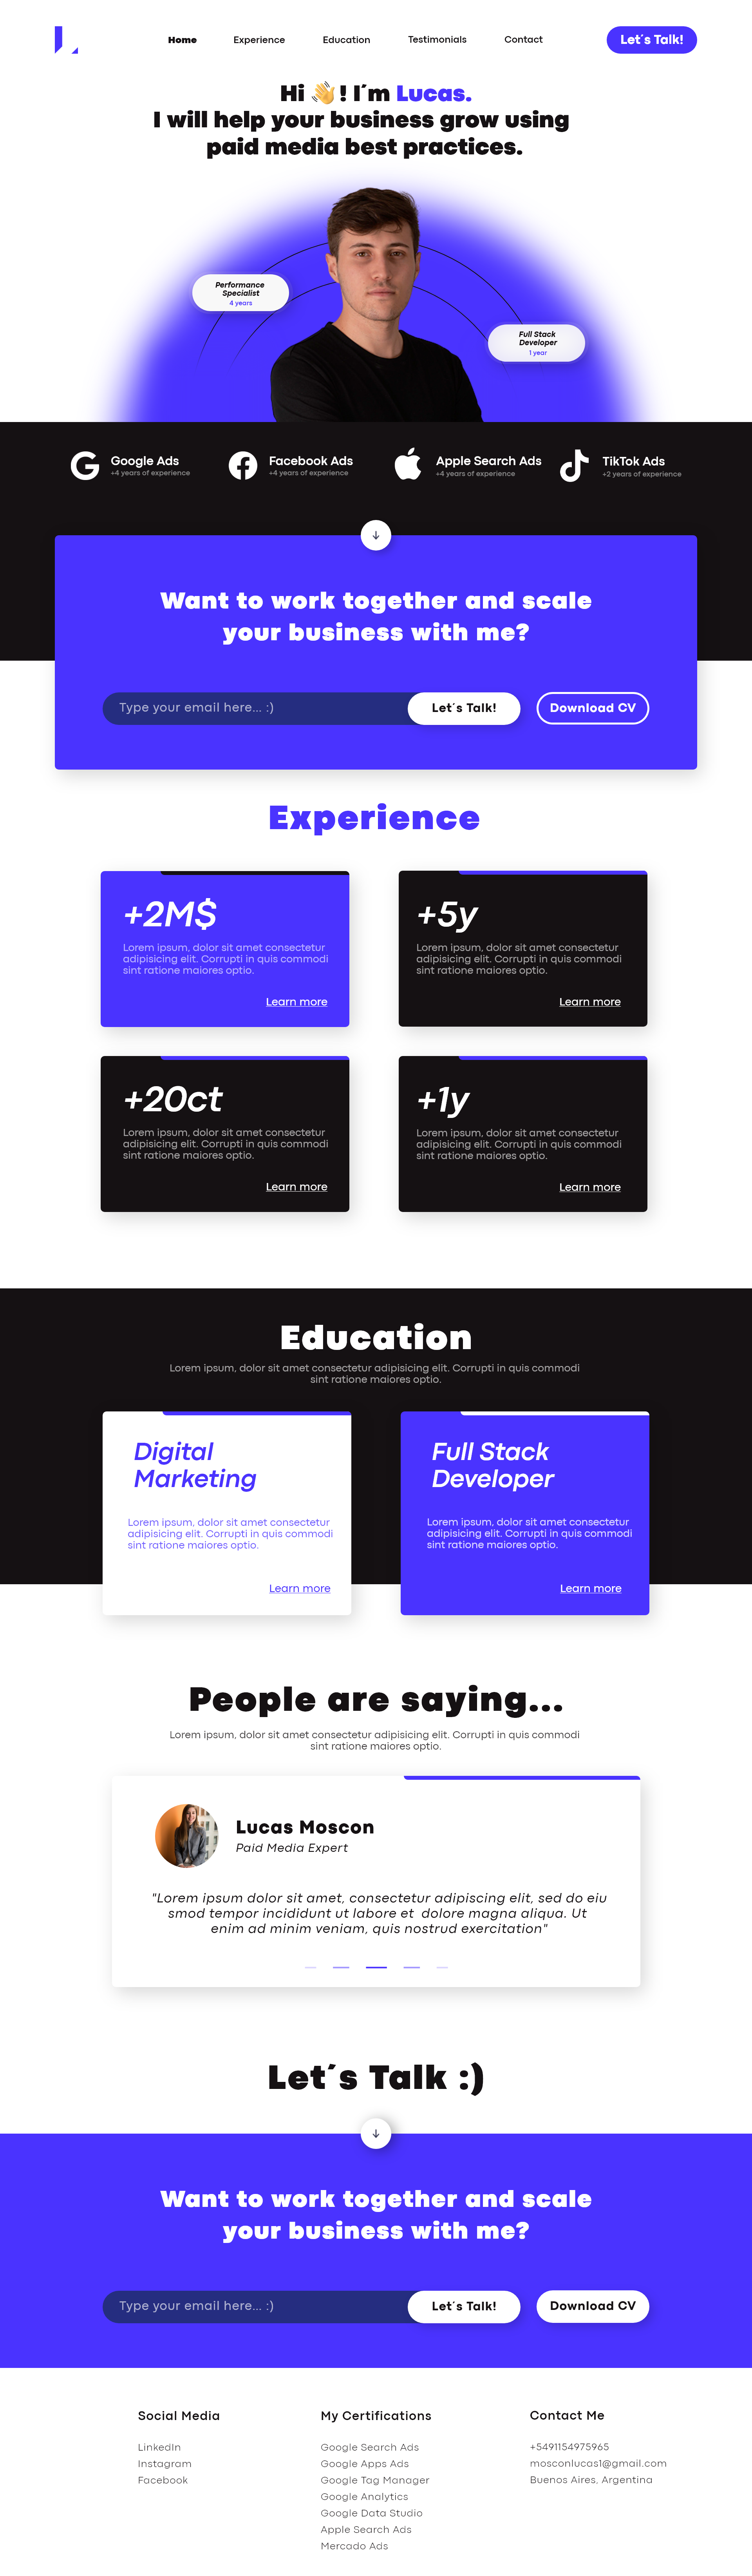 Home
Experience
Education
Testimonials
Contact
Let´s Talk!
Hi 👋! I´m Lucas.
I will help your business grow using
paid media best practices.
Performance
Specialist
4 years
Full Stack
Developer
1 year
Google Ads
+4 years of experience
Facebook Ads
+4 years of experience
Apple Search Ads
+4 years of experience
TikTok Ads
+2 years of experience
Want to work together and scale
your business with me?
Type your email here... :)
Let´s Talk!
Download CV
Experience
+2M$
Lorem ipsum, dolor sit amet consectetur
adipisicing elit. Corrupti in quis commodi
sint ratione maiores optio.
Learn more
+5y
Lorem ipsum, dolor sit amet consectetur
adipisicing elit. Corrupti in quis commodi
sint ratione maiores optio.
Learn more
+20ct
Lorem ipsum, dolor sit amet consectetur
adipisicing elit. Corrupti in quis commodi
sint ratione maiores optio.
Learn more
+1y
Lorem ipsum, dolor sit amet consectetur
adipisicing elit. Corrupti in quis commodi
sint ratione maiores optio.
Learn more
Education
Lorem ipsum, dolor sit amet consectetur adipisicing elit. Corrupti in quis commodi
sint ratione maiores optio.
Digital
Marketing
Lorem ipsum, dolor sit amet consectetur
adipisicing elit. Corrupti in quis commodi
sint ratione maiores optio.
Learn more
Full Stack
Developer
Lorem ipsum, dolor sit amet consectetur
adipisicing elit. Corrupti in quis commodi
sint ratione maiores optio.
Learn more
People are saying...
Lorem ipsum, dolor sit amet consectetur adipisicing elit. Corrupti in quis commodi
sint ratione maiores optio.
Lucas Moscon
Paid Media Expert
"Lorem ipsum dolor sit amet, consectetur adipiscing elit, sed do eiu
smod tempor incididunt ut labore et dolore magna aliqua. Ut
enim ad minim veniam, quis nostrud exercitation"
Let´s Talk :)
Want to work together and scale
your business with me?
Type your email here... :)
Let´s Talk!
Download CV
Social Media
LinkedIn
Instagram
Facebook
My Certifications
Google Search Ads
Google Apps Ads
Google Tag Manager
Google Analytics
Google Data Studio
Apple Search Ads
Mercado Ads
Contact Me
+5491154975965
mosconlucas1@gmail.com
Buenos Aires, Argentina